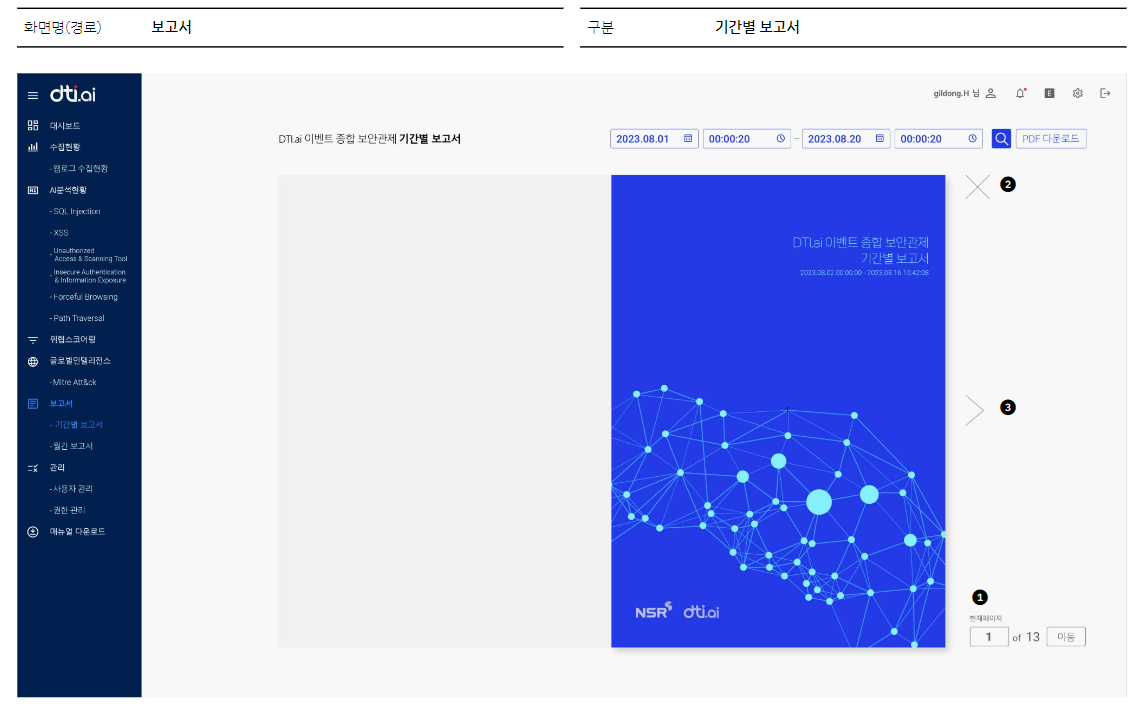 화면명(경로) 보고서 구분 기간별 보고서
dti.ai
gildong.H 님 E
대시보드
수집현황
-웹로그 수집현황
AI AI분석현황
- SQL Injection
- XSS
- Unauthorized
Access & Scanning Tool
- Insecure Authentication
& Information Exposure
- Forceful Browsing
- Path Traversal
위협스코어링
글로벌인텔리전스
-Mitre Att&ck
보고서
- 기간별 보고서
-월간 보고서
관리
-사용자 관리
-권한 관리
매뉴얼 다운로드
DTI.ai 이벤트 종합 보안관제 기간별 보고서
2023.08.01 00:00:20 – 2023.08.20 00:00:20 PDF 다운로드
2
DTI.ai 이벤트 종합 보안관제
기간별 보고서
2023.08.02.00:00:00 - 2023.08.16 15:42:08
3
NSR dti.ai
1
현재페이지
1 of 13 이동